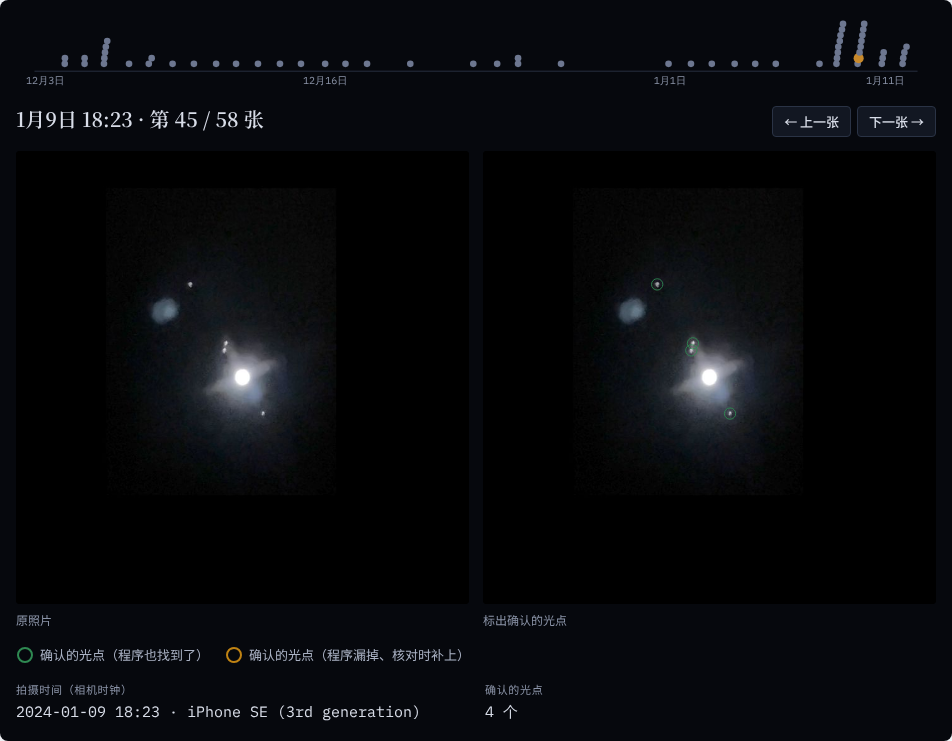 12月3日 12月16日 1月1日 1月11日
1月9日 18:23 · 第 45 / 58 张
← 上一张 下一张 →
原照片 标出确认的光点
确认的光点（程序也找到了） 确认的光点（程序漏掉、核对时补上）
拍摄时间（相机时钟） 确认的光点
2024-01-09 18:23 · iPhone SE (3rd generation) 4 个